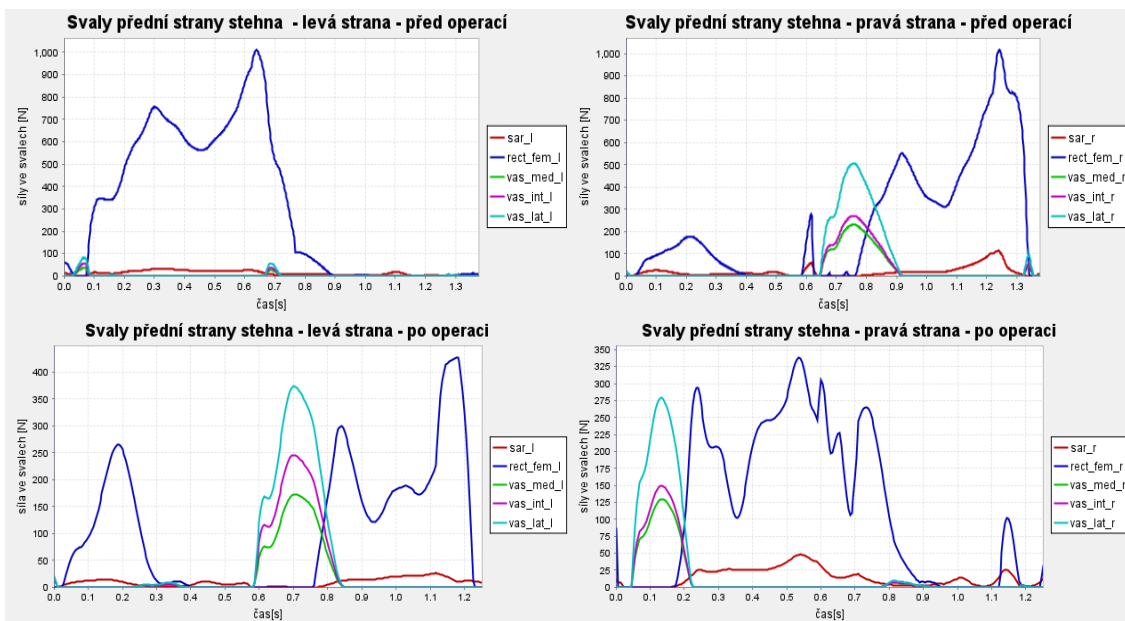 Svaly přední strany stehna - levá strana - před operací
síly ve svalech [N]
1,000
900
800
700
600
500
400
300
200
100
0
0.0 0.1 0.2 0.3 0.4 0.5 0.6 0.7 0.8 0.9 1.0 1.1 1.2 1.3
čas[s]
sar_l
rect_fem_l
vas_med_l
vas_int_l
vas_lat_l
Svaly přední strany stehna - pravá strana - před operací
síly ve svalech [N]
1,000
900
800
700
600
500
400
300
200
100
0
0.0 0.1 0.2 0.3 0.4 0.5 0.6 0.7 0.8 0.9 1.0 1.1 1.2 1.3
čas[s]
sar_r
rect_fem_r
vas_med_r
vas_int_r
vas_lat_r
Svaly přední strany stehna - levá strana - po operaci
síla ve svalech [N]
400
350
300
250
200
150
100
50
0
0.0 0.1 0.2 0.3 0.4 0.5 0.6 0.7 0.8 0.9 1.0 1.1 1.2
čas[s]
sar_l
rect_fem_l
vas_med_l
vas_int_l
vas_lat_l
Svaly přední strany stehna - pravá strana - po operaci
síly ve svalech [N]
350
325
300
275
250
225
200
175
150
125
100
75
50
25
0
0.0 0.1 0.2 0.3 0.4 0.5 0.6 0.7 0.8 0.9 1.0 1.1 1.2
čas[s]
sar_r
rect_fem_r
vas_med_r
vas_int_r
vas_lat_r